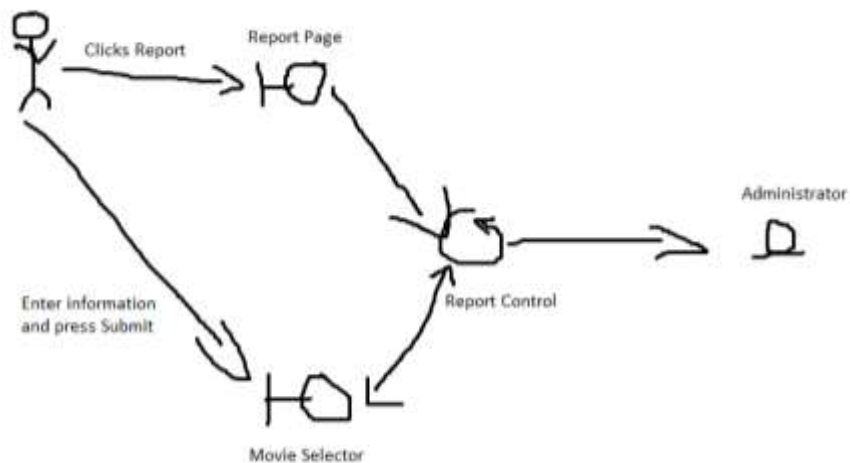 Report Page
Clicks Report
Administrator
Enter information
and press Submit
Report Control
Movie Selector